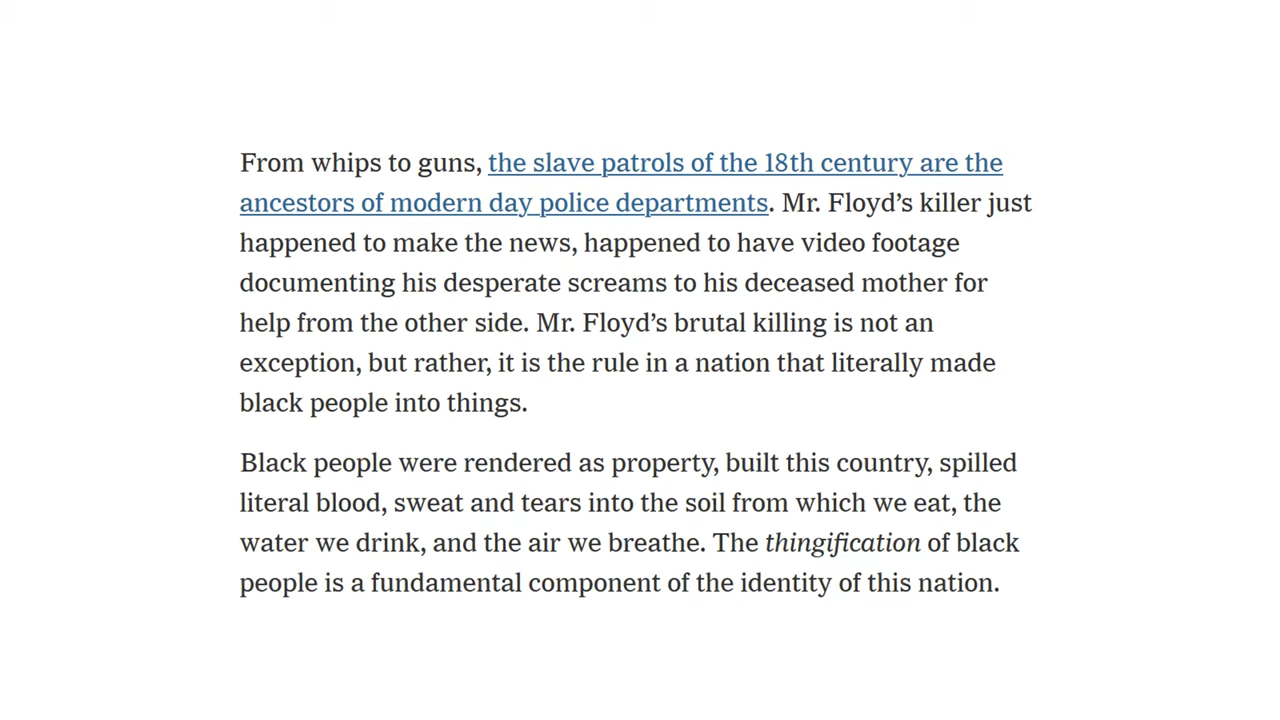 From whips to guns, the slave patrols of the 18th century are the
ancestors of modern day police departments. Mr. Floyd’s killer just
happened to make the news, happened to have video footage
documenting his desperate screams to his deceased mother for
help from the other side. Mr. Floyd’s brutal killing is not an
exception, but rather, it is the rule in a nation that literally made
black people into things.
Black people were rendered as property, built this country, spilled
literal blood, sweat and tears into the soil from which we eat, the
water we drink, and the air we breathe. The thingification of black
people is a fundamental component of the identity of this nation.